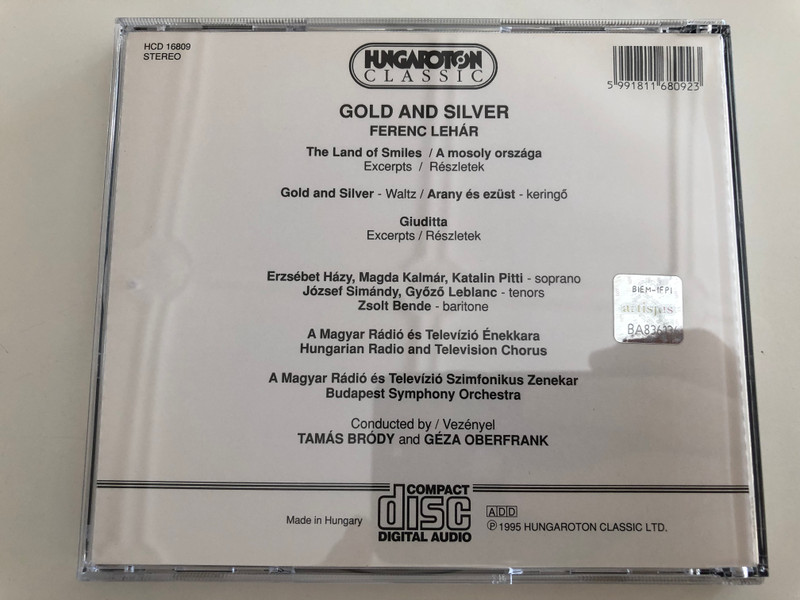 HCD 16809
STEREO
HUNGAROTON
CLASSIC
5 991811 680923
GOLD AND SILVER
FERENC LEHÁR
The Land of Smiles / A mosoly országa
Excerpts / Részletek
Gold and Silver - Waltz / Arany és ezüst - keringő
Giuditta
Excerpts / Részletek
Erzsébet Házy, Magda Kalmár, Katalin Pitti - soprano
József Simándy, Győző Leblanc - tenors
Zsolt Bende - baritone
BIEM-IFPI
artisjus
A Magyar Rádió és Televízió Énekkara
Hungarian Radio and Television Chorus
A Magyar Rádió és Televízió Szimfonikus Zenekar
Budapest Symphony Orchestra
Conducted by / Vezényel
TAMÁS BRÓDY and GÉZA OBERFRANK
Made in Hungary
COMPACT
disc
DIGITAL AUDIO
ADD
℗ 1995 HUNGAROTON CLASSIC LTD.